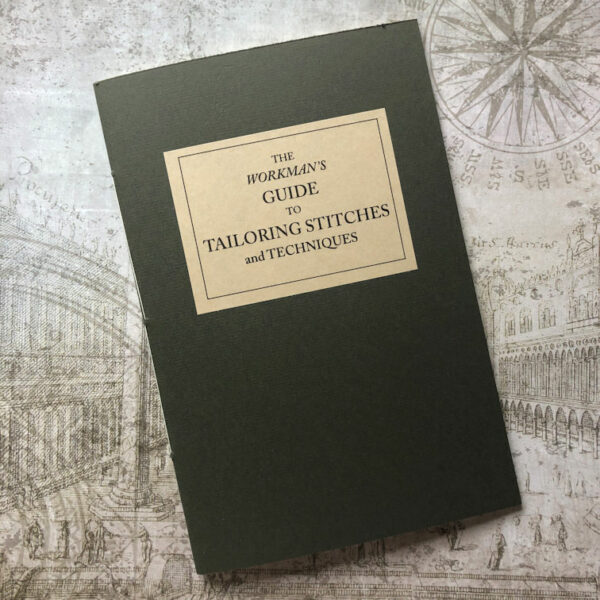 THE
WORKMAN'S
GUIDE
TO
TAILORING STITCHES
and TECHNIQUES